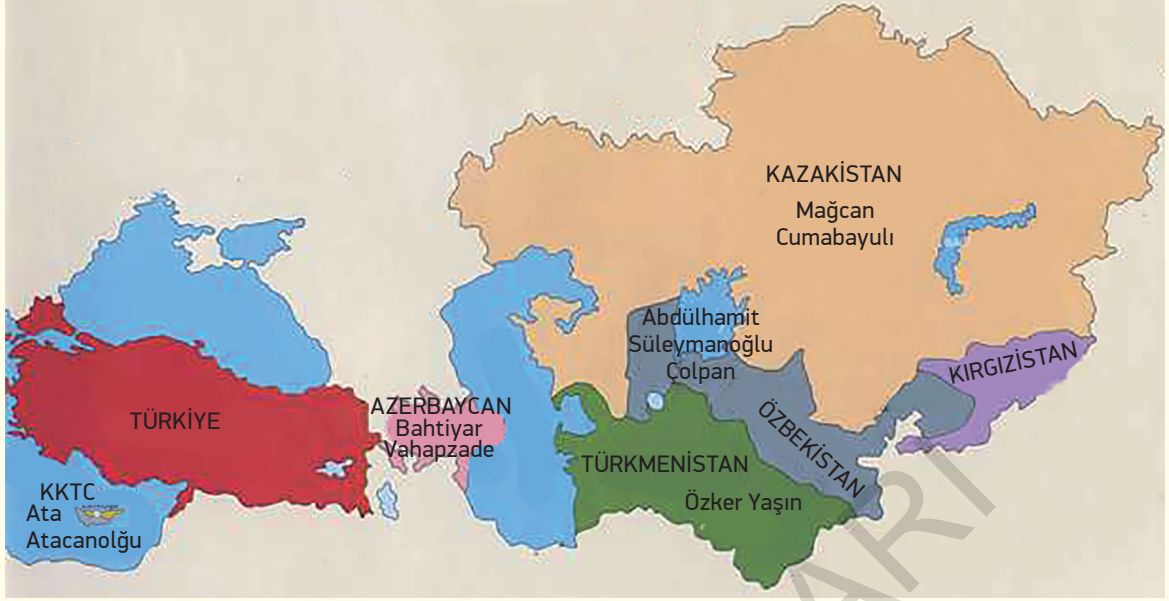 KAZAKİSTAN
Mağcan
Cumabayulı
Abdülhamit
Süleymanoğlu
Çolpan
KIRGIZİSTAN
AZERBAYCAN
Bahtiyar
Vahapzade
TÜRKİYE
ÖZBEKİSTAN
TÜRKMENİSTAN
Özker Yaşın
KKTC
Ata
Atacanolğu
ARI